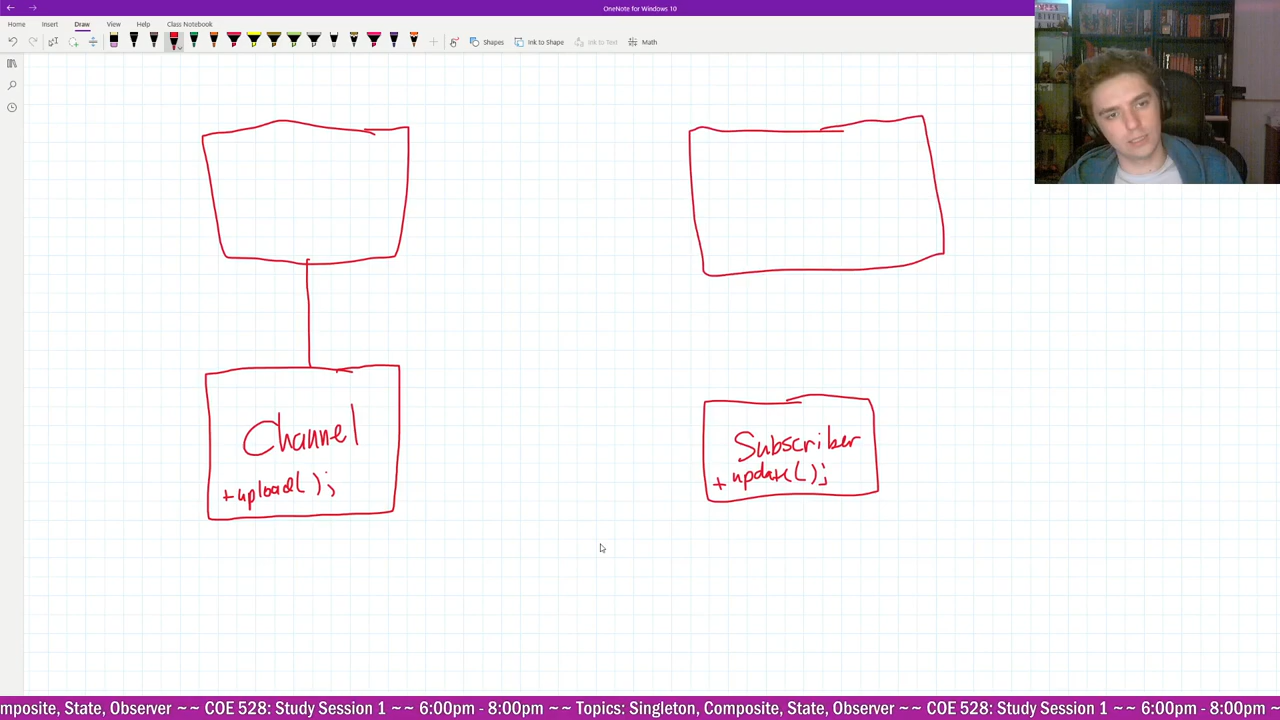 OneNote for Windows 10
Home Insert Draw View Help Class Notebook
Shapes Ink to Shape Ink to Text Math
Channel
+upload();
Subscriber
+update();
omposite, State, Observer ~~ COE 528: Study Session 1 ~~ 6:00pm - 8:00pm ~~ Topics: Singleton, Composite, State, Observer ~~ COE 528: Study Session 1 ~~ 6:00pm - 8:00pm ~